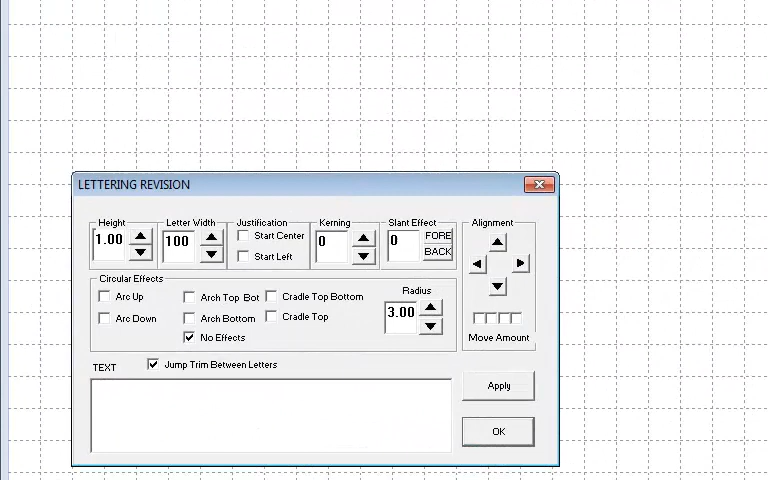 LETTERING REVISION
Height Letter Width Justification Kerning Slant Effect Alignment
1.00 100 Start Center 0 0 FORE
Start Left BACK
Circular Effects
Arc Up Arch Top Bot Cradle Top Bottom Radius
Arc Down Arch Bottom Cradle Top 3.00
No Effects Move Amount
TEXT Jump Trim Between Letters
Apply
OK